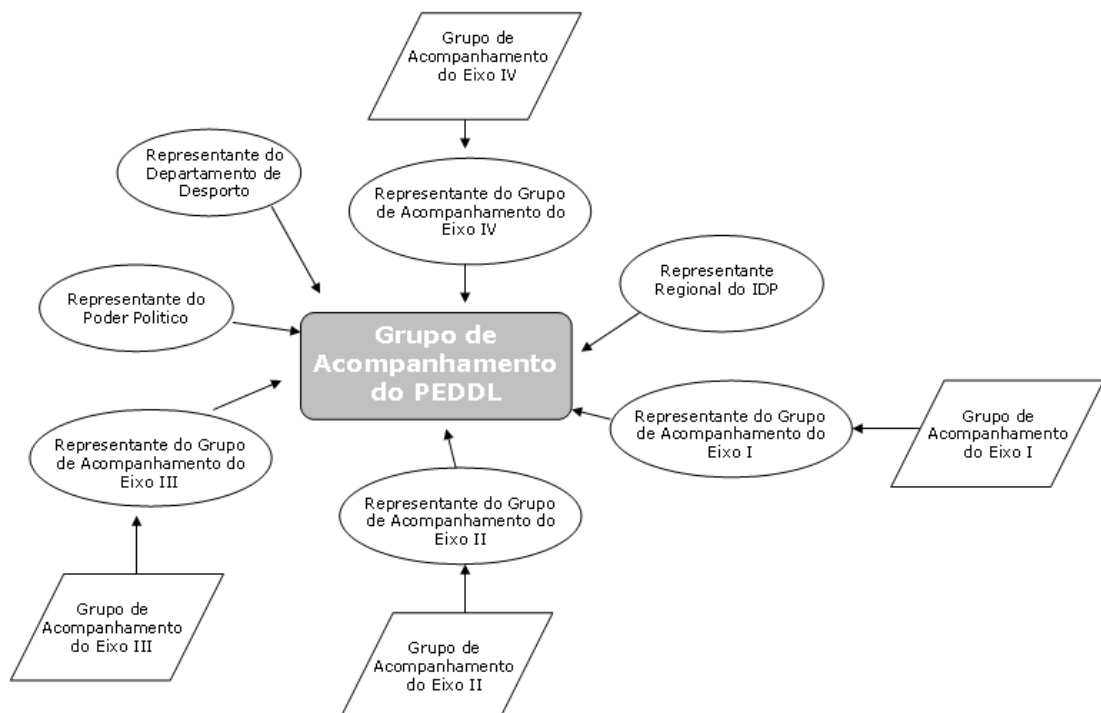 Grupo de
Acompanhamento
do Eixo IV
Representante do
Departamento de
Desporto
Representante do Grupo
de Acompanhamento do
Eixo IV
Representante
Regional do IDP
Representante do
Poder Politico
Grupo de
Acompanhamento
do PEDDL
Representante do Grupo
de Acompanhamento do
Eixo I
Grupo de
Acompanhamento
do Eixo I
Representante do Grupo
de Acompanhamento do
Eixo III
Representante do Grupo
de Acompanhamento do
Eixo II
Grupo de
Acompanhamento
do Eixo III
Grupo de
Acompanhamento
do Eixo II